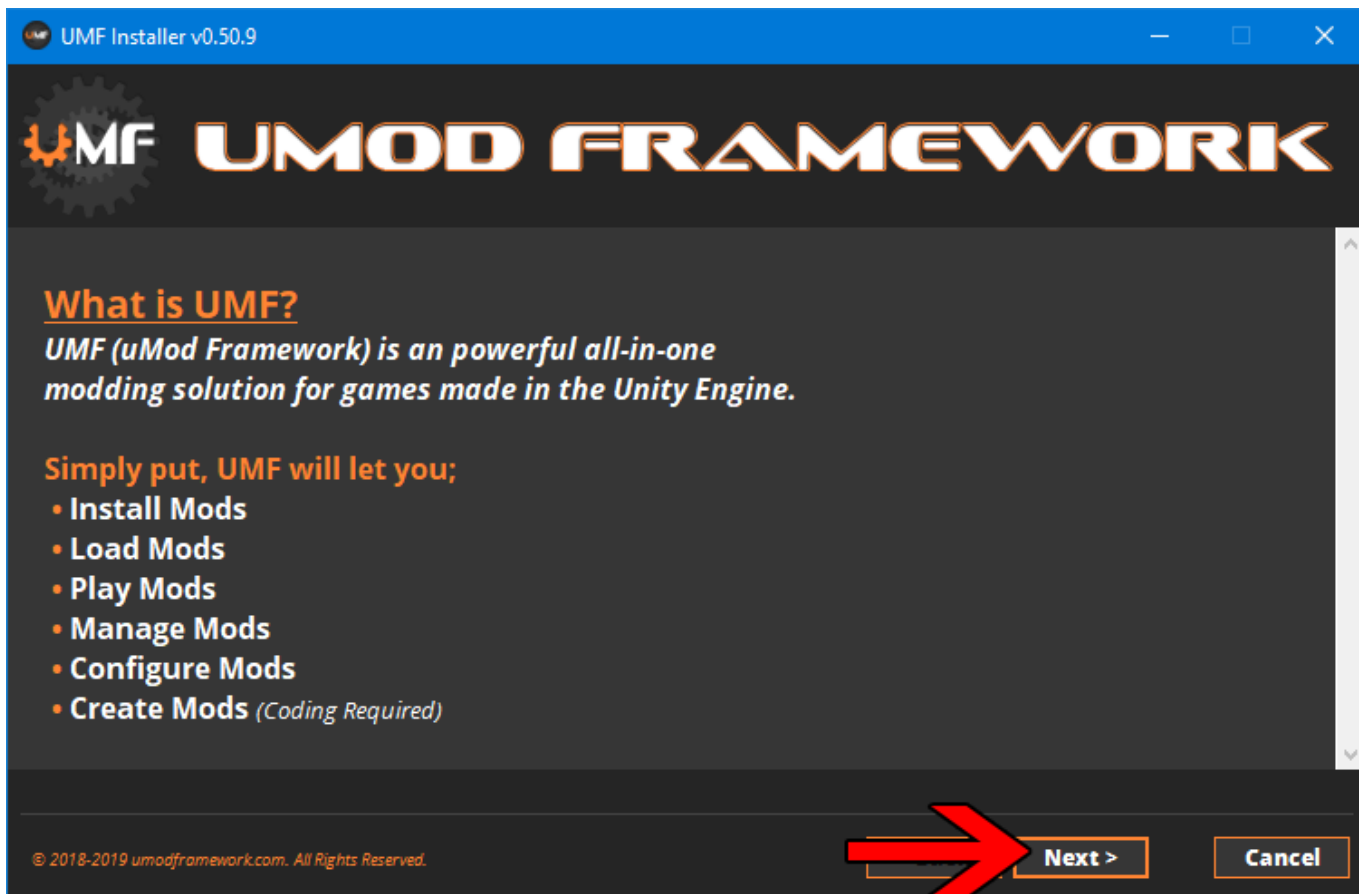 UMF Installer v0.50.9
UMF
UMOD FRAMEWORK
What is UMF?
UMF (uMod Framework) is an powerful all-in-one
modding solution for games made in the Unity Engine.
Simply put, UMF will let you;
• Install Mods
• Load Mods
• Play Mods
• Manage Mods
• Configure Mods
• Create Mods (Coding Required)
© 2018-2019 umodframework.com. All Rights Reserved.
Next >
Cancel